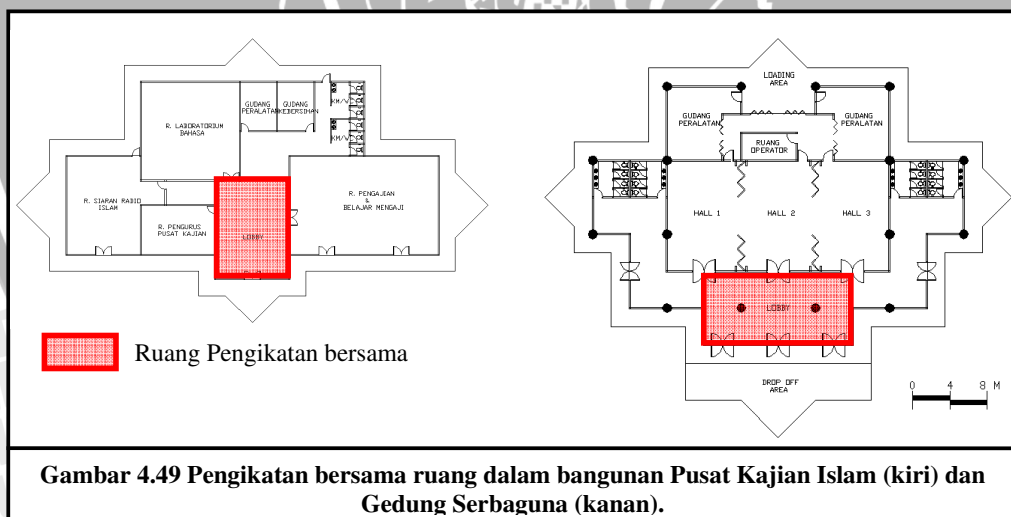 R. LABORATORIUM
BAHASA
GUDANG
PERALATAN
GUDANG
KEBERSIHAN
KM/WC
KM/WC
R. SIARAN RADIO
ISLAM
R. PENGURUS
PUSAT KAJIAN
LOBBY
R. PENGAJIAN
&
BELAJAR MENGAJI
Ruang Pengikatan bersama
LOADING
AREA
GUDANG
PERALATAN
GUDANG
PERALATAN
RUANG
OPERATOR
HALL 1
HALL 2
HALL 3
LOBBY
DROP OFF
AREA
0 4 8 M
Gambar 4.49 Pengikatan bersama ruang dalam bangunan Pusat Kajian Islam (kiri) dan
Gedung Serbaguna (kanan).